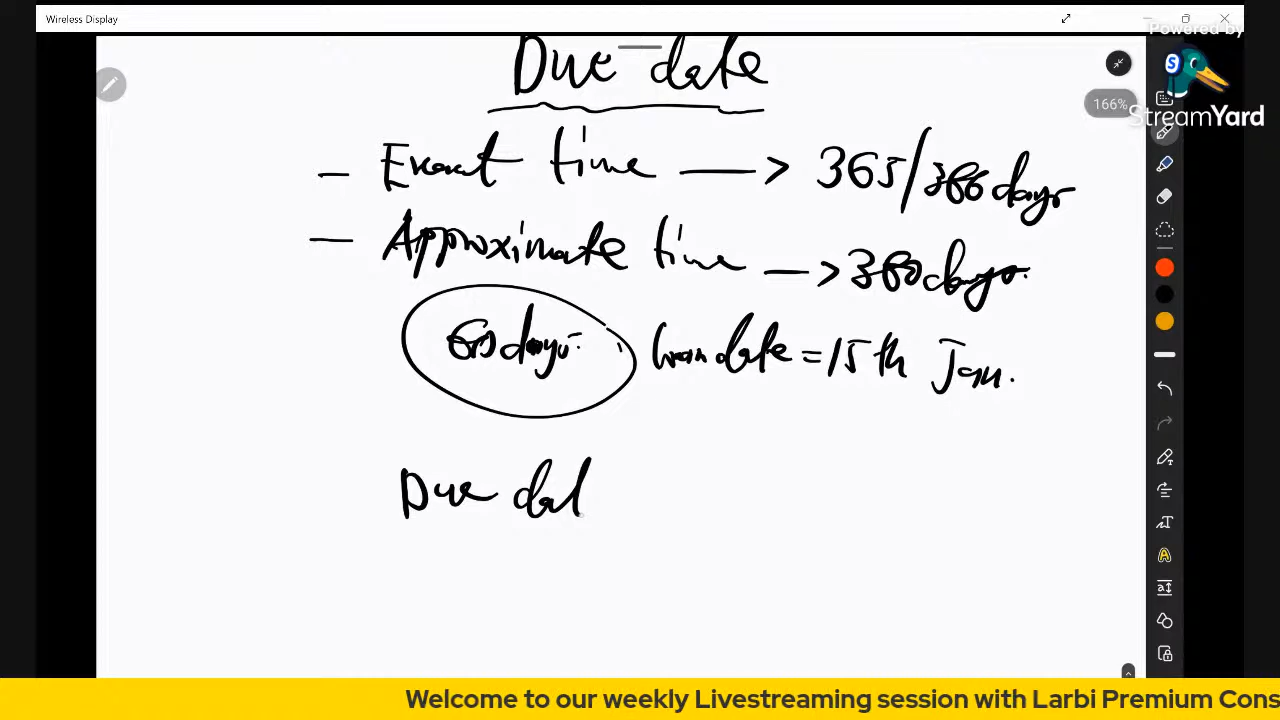 Wireless Display
Powered by
StreamYard
166%
Due date
– Exact time —> 365/366 days
– Approximate time —> 360 days.
60 days. loan date = 15th Jan.
Due dat
Welcome to our weekly Livestreaming session with Larbi Premium Cons